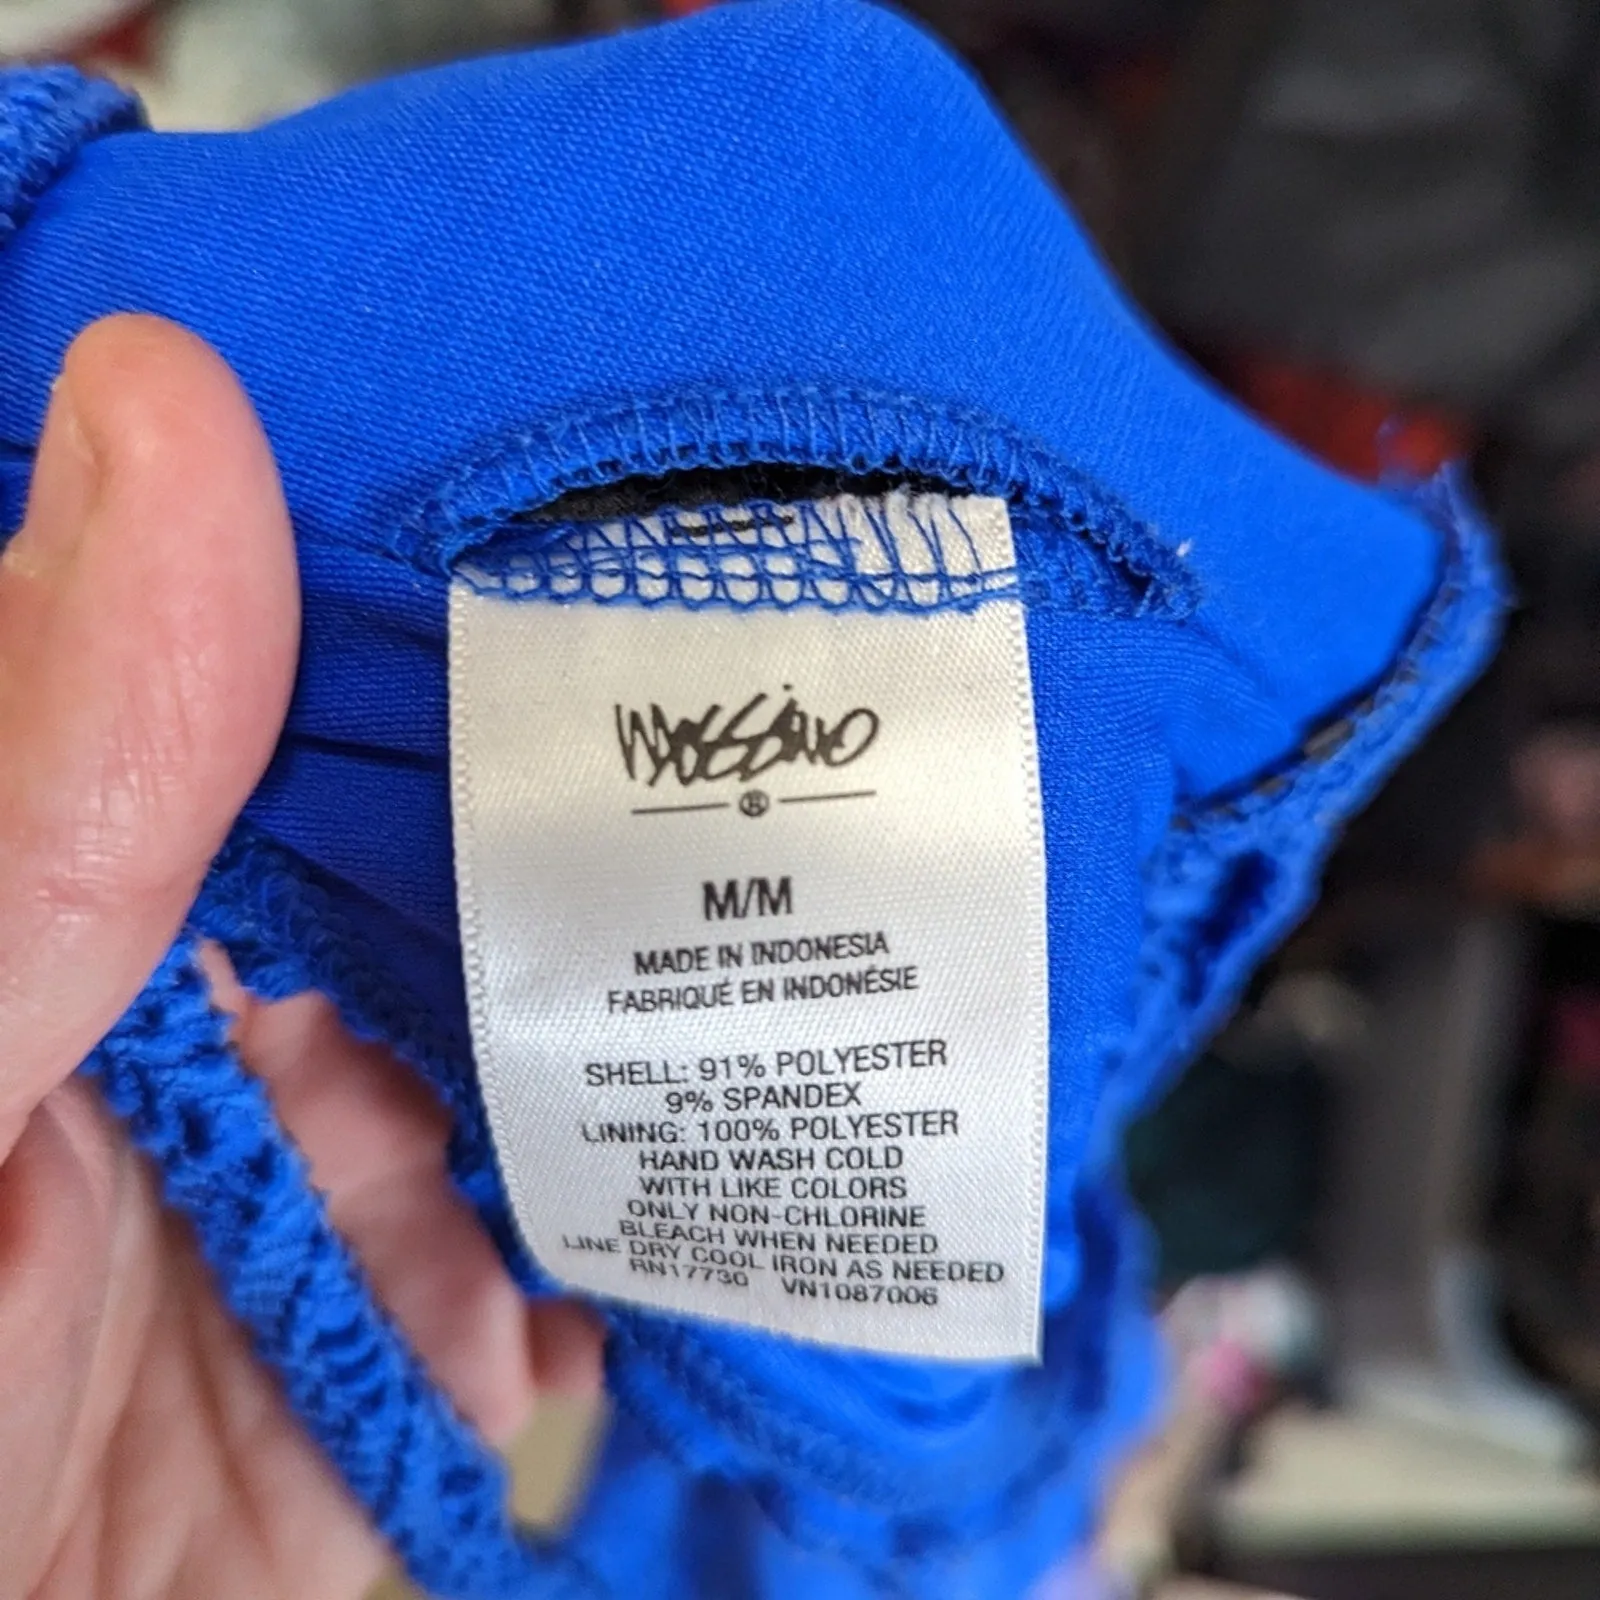 mossimo
®
M/M
MADE IN INDONESIA
FABRIQUÉ EN INDONÉSIE
SHELL: 91% POLYESTER
9% SPANDEX
LINING: 100% POLYESTER
HAND WASH COLD
WITH LIKE COLORS
ONLY NON-CHLORINE
BLEACH WHEN NEEDED
LINE DRY COOL IRON AS NEEDED
RN17730 VN1087006